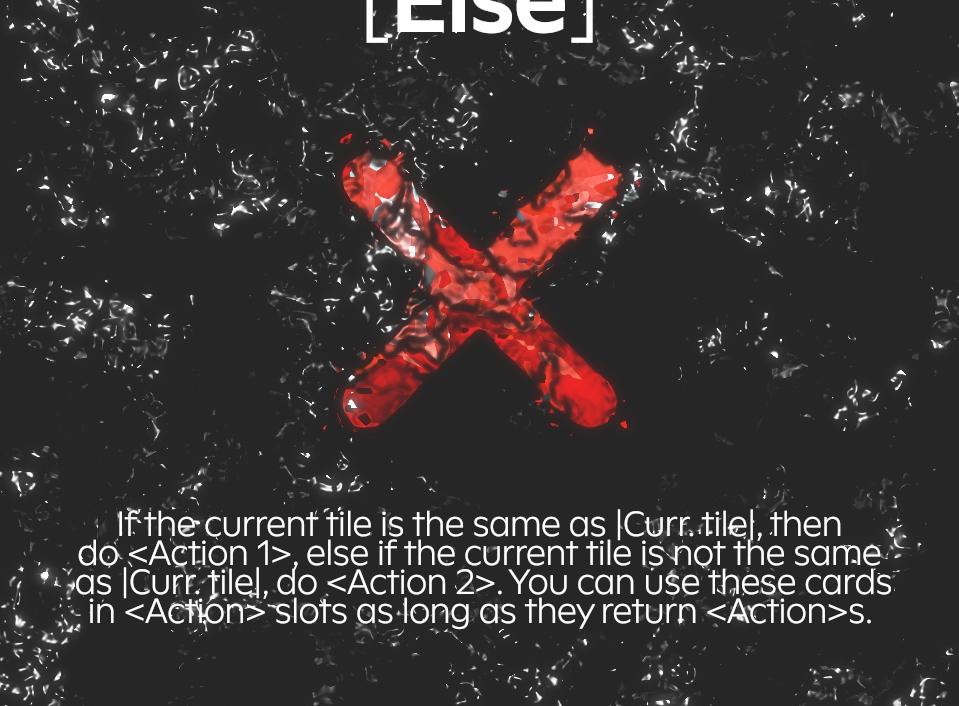 [Else]
If the current tile is the same as |Curr. tile|, then
do <Action 1>, else if the current tile is not the same
as |Curr. tile|, do <Action 2>. You can use these cards
in <Action> slots as long as they return <Action>s.